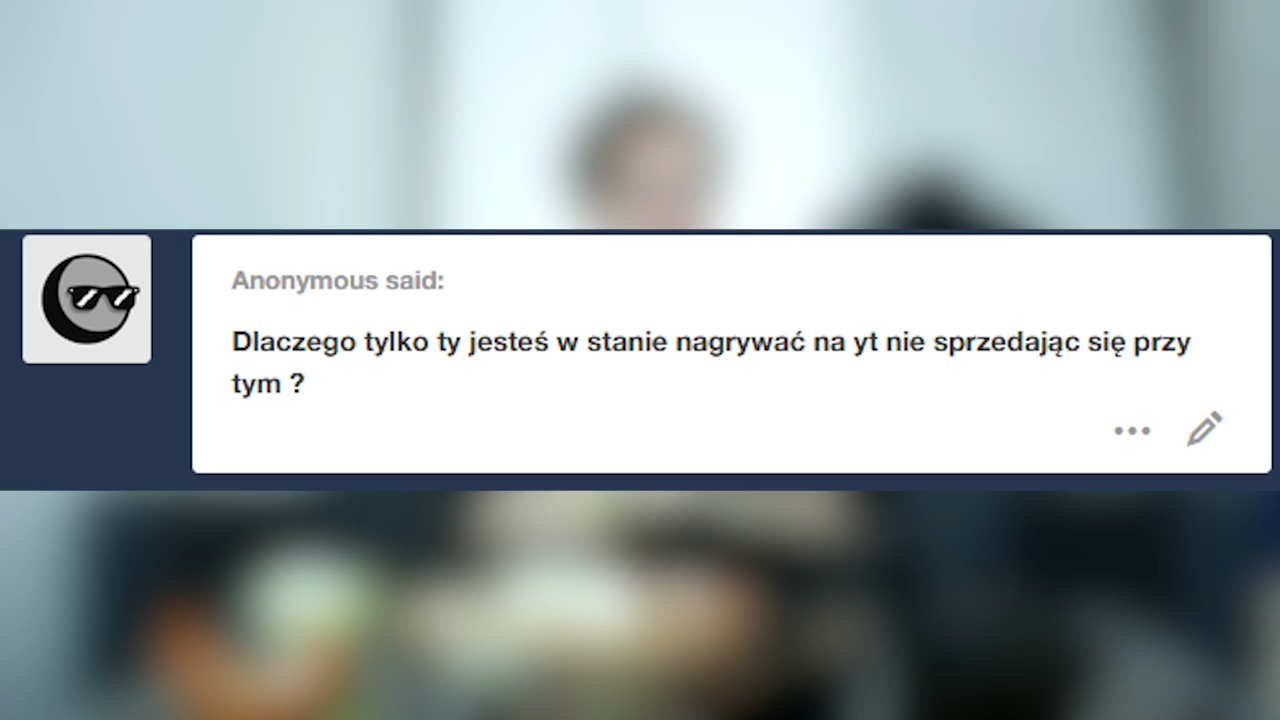 Anonymous said:
Dlaczego tylko ty jesteś w stanie nagrywać na yt nie sprzedając się przy
tym ?